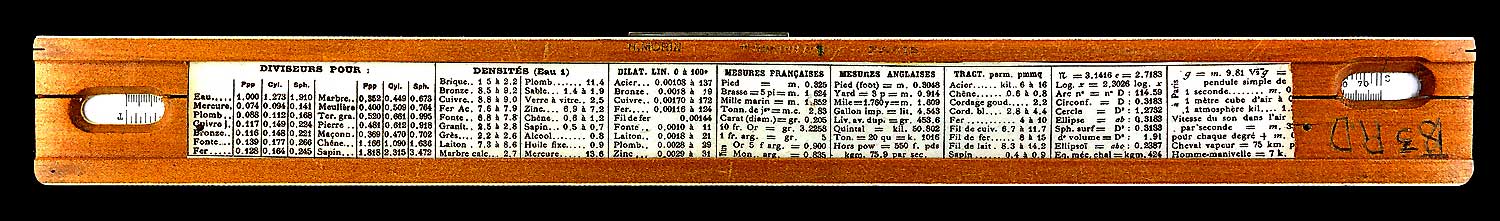 H.MORIN
PARIS
DIVISEURS POUR :
Ppp Cyl. Sph. Ppp Cyl. Sph.
Eau..... 1.000 1.273 1.910 Marbre.. 0,352 0,449 0,673
Mercure. 0,074 0,094 0,141 Meulière 0,400 0,509 0,764
Plomb .. 0,088 0,112 0,168 Ter. gra. 0,520 0,661 0,995
Cuivre . 0,117 0,149 0,224 Pierre .. 0,481 0,612 0,918
Bronze. 0,116 0,148 0,221 Maçonn. 0,369 0,470 0,702
Fonte... 0,139 0,177 0,266 Chêne... 1,166 1,090 1,636
Fer .... 0,128 0,164 0,245 Sapin... 1,818 2,315 3,472
DENSITÉS (Eau 1)
Brique.. 1 5 à 2.2 Plomb..... 11,4
Bronze. 8.5 à 9.2 Sable.. 1.4 à 1.9
Cuivre.. 8.8 à 9.0 Verre à vitre.. 2,5
Fer Ac. 7.6 à 7.9 Zinc... 6.9 à 7,2
Fonte.. 6.8 à 7.8 Chêne.. 0.6 à 1,2
Granit. 2.5 à 2.8 Sapin... 0.5 à 0,7
Grès.... 2,2 à 2.6 Alcool....... 0.8
Laiton. 7.3 à 8.6 Huile fixe.... 0,9
Marbre calc... 2.7 Mercure.... 13,6
DILAT. LIN. 0 à 100°
Acier.... 0.00108 à 137
Bronze.. 0,0018 à 19
Cuivre.. 0,00170 à 172
Fer..... 0,00116 à 124
Fil de fer 0,00144
Fonte .. 0,0010 à 11
Laiton.. 0,0018 à 21
Plomb... 0,0028 à 29
Zinc ... 0,0029 à 31
MESURES FRANÇAISES
Pied = m. 0.325
Brasse = 5 pi = m. 1,624
Mille marin = m. 1,852
Tonn. de = m.c. 2,83
Carat (diam.) = gr. 0,205
10 fr. Or = gr. 3,2258
1 fr. arg. = gr. 5
Or 5 f arg. = 0,900
Mon. arg. = 0,835
MESURES ANGLAISES
Pied (foot) = m. 0.3048
Yard = 3 p = m. 0.914
Mile = 1.760 y = m. 1.609
Gallon imp. = lit. 4,543
Liv. av. dup. = gr. 453,6
Quintal = kil. 50,802
Ton. = 20 qu = k. 1016
Hors pow = 550 f. pds
kgm. 75,9 par sec.
TRACT. perm. pmmq
Acier..... kil.. 6 à 16
Chêne.... 0.6 à 0,8
Cordage goud... 2,2
Cord. bl... 2.8 à 4.4
Fer........ 4 à 10
Fil de cuiv. 6.7 à 11.7
Fil de fer.... 8 à 15
Fil de lait. 8.3 à 14.2
Sapin .... 0.4 à 0,9
π = 3,1416 e = 2,7183
Log. x = 2,3026 log. x
Arc n° = n° D : 114.59
Circonf. = D : 0,3183
Cercle = D² : 1,2732
Ellipse = ab : 0,3183
Sph. surf = D² : 0,3183
d° volume = D³ : 1,91
Ellipsoï = abc : 0,2387
En. méc. chal = kgm. 424
g = m. 9.81
pendule simple de
1 seconde..... m. 0
1 mètre cube d'air à
1 atmosphère kil.... 1
Vitesse du son dans l'air
par seconde = m. 3
pour chaque degré + m. 0
Cheval vapeur = 75 km. p
Homme-manivelle = 7 k.
70
B3RD